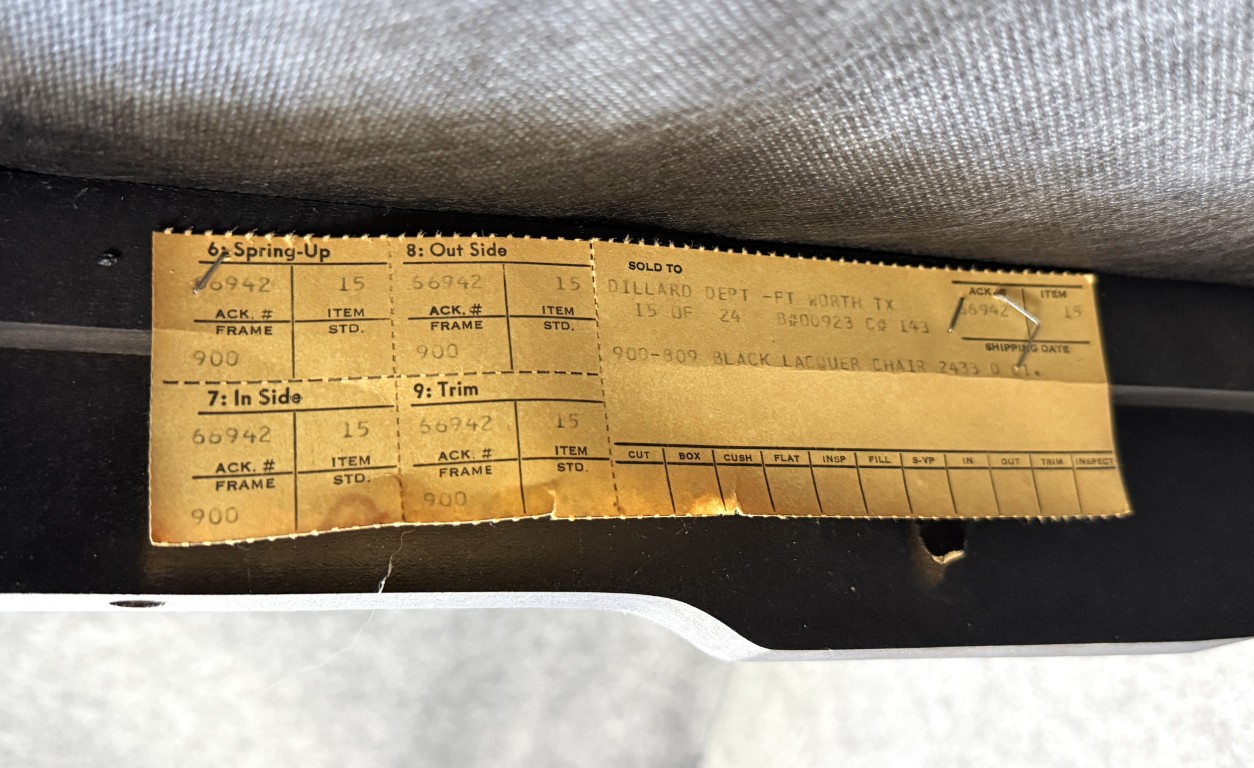 6: Spring-Up
66942 15
ACK. # ITEM
FRAME STD.
900
8: Out Side
66942 15
ACK. # ITEM
FRAME STD.
900
7: In Side
66942 15
ACK. # ITEM
FRAME STD.
900
9: Trim
66942 15
ACK. # ITEM
FRAME STD.
900
SOLD TO
DILLARD DEPT -FT WORTH TX
15 OF 24 B#00923 C# 143
900-809 BLACK LACQUER CHAIR 2433 D
ACK. # ITEM
66942 15
SHIPPING DATE
CUT BOX CUSH FLAT INSP FILL S-VP IN OUT TRIM INSPECT